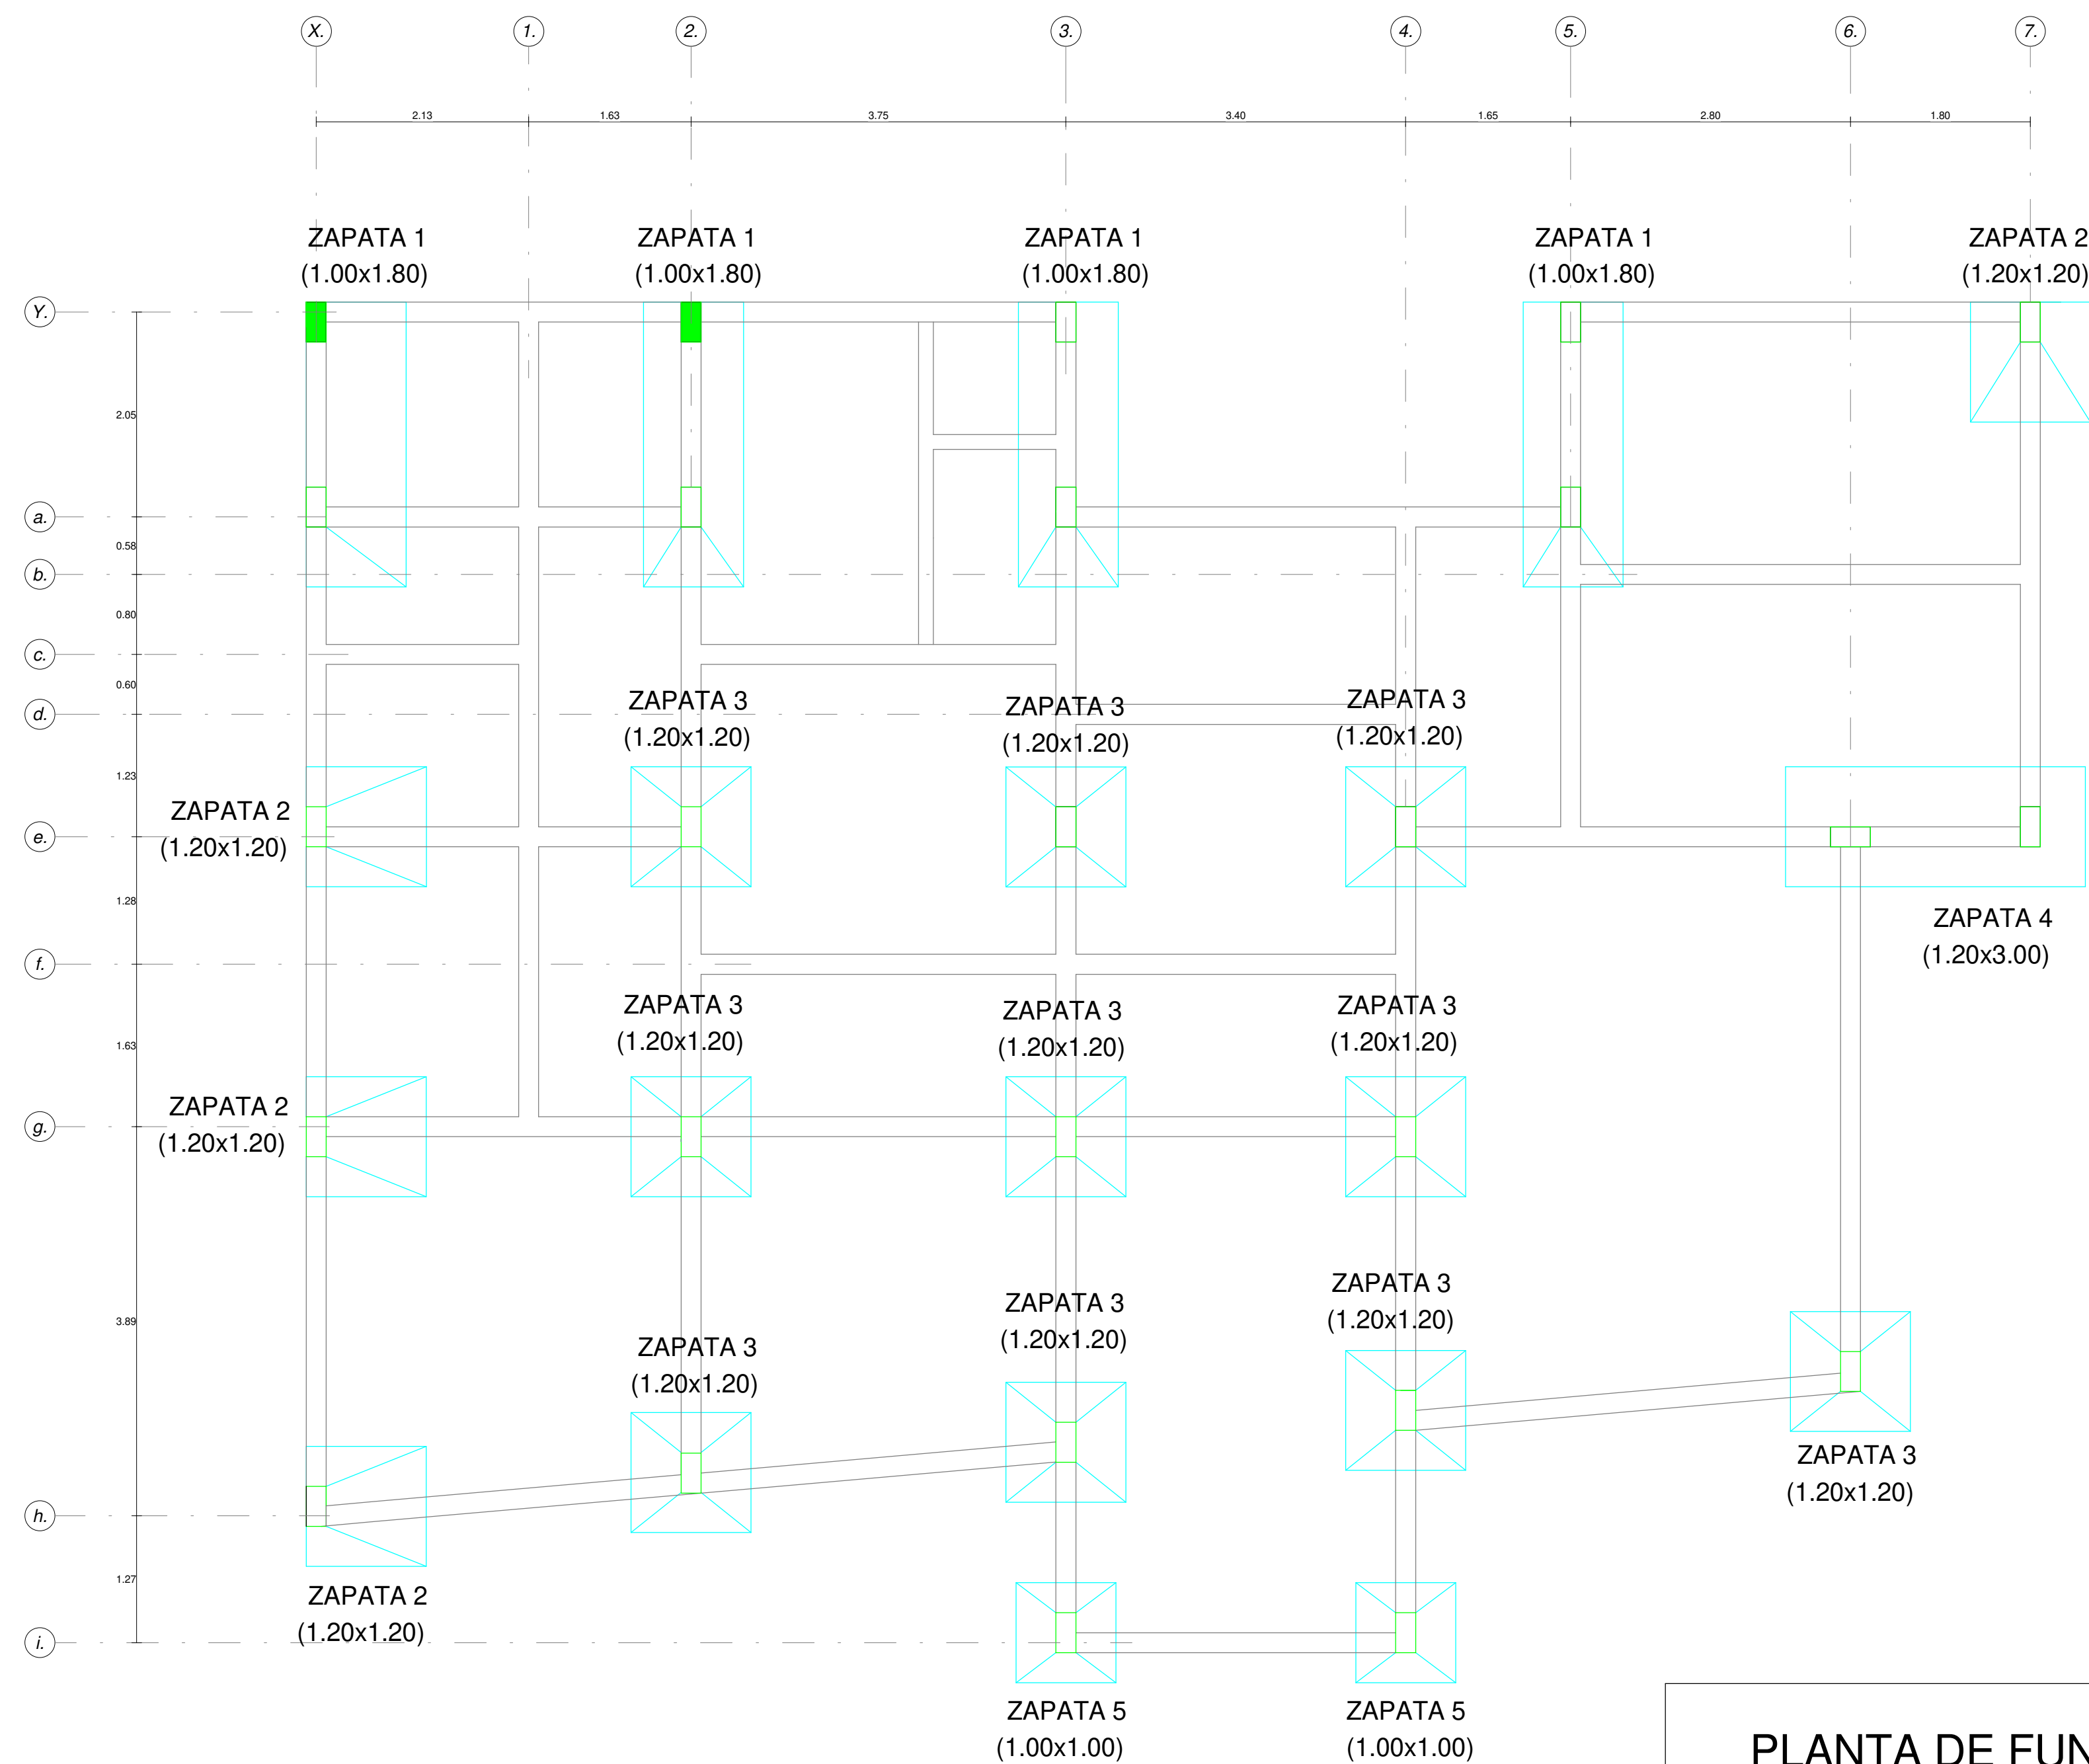 X. 1. 2. 3. 4. 5. 6. 7.
2.13 1.63 3.75 3.40 1.65 2.80 1.80
ZAPATA 1 ZAPATA 1 ZAPATA 1 ZAPATA 1 ZAPATA 2
(1.00x1.80) (1.00x1.80) (1.00x1.80) (1.00x1.80) (1.20x1.20)
Y.
2.05
a.
0.58
b.
0.80
c.
0.60
ZAPATA 3 ZAPATA 3 ZAPATA 3
d.
(1.20x1.20) (1.20x1.20) (1.20x1.20)
1.23
ZAPATA 2
e.
(1.20x1.20)
1.28
ZAPATA 4
(1.20x3.00)
f.
ZAPATA 3 ZAPATA 3 ZAPATA 3
(1.20x1.20) (1.20x1.20) (1.20x1.20)
1.63
ZAPATA 2
g.
(1.20x1.20)
ZAPATA 3
(1.20x1.20)
ZAPATA 3
(1.20x1.20)
3.89
ZAPATA 3
(1.20x1.20)
ZAPATA 3
(1.20x1.20)
h.
1.27
ZAPATA 2
(1.20x1.20)
i.
ZAPATA 5 ZAPATA 5
(1.00x1.00) (1.00x1.00)
PLANTA DE FUN